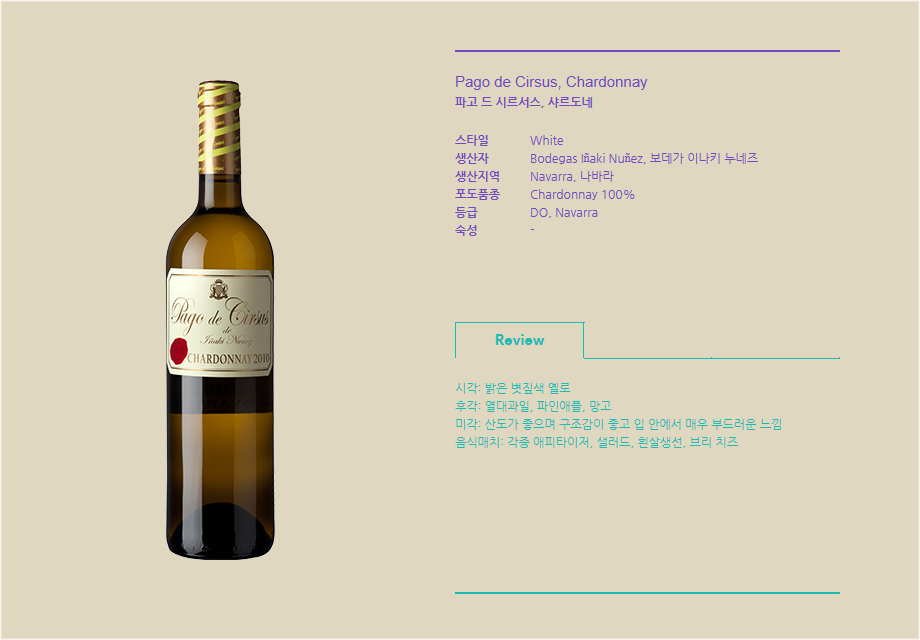 Pago de Cirsus, Chardonnay
파고 드 시르서스, 샤르도네
스타일 White
생산자 Bodegas Iñaki Nuñez, 보데가 이나키 누네즈
생산지역 Navarra, 나바라
포도품종 Chardonnay 100%
등급 DO, Navarra
숙성 -
Pago de Cirsus
de
Iñaki Nuñez
CHARDONNAY 2010
Review
시각: 밝은 볏짚색 옐로
후각: 열대과일, 파인애플, 망고
미각: 산도가 좋으며 구조감이 좋고 입 안에서 매우 부드러운 느낌
음식매치: 각종 애피타이저, 샐러드, 흰살생선, 브리 치즈